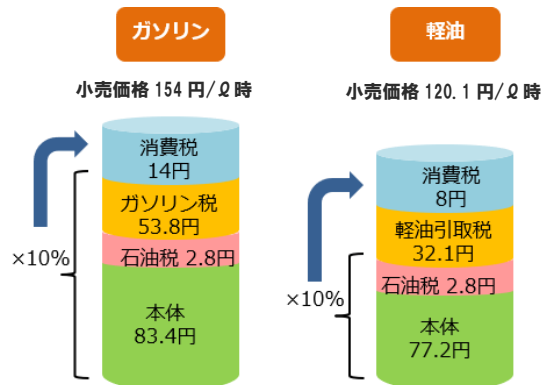 ガソリン
小売価格 154 円/ℓ時
消費税
14円
ガソリン税
53.8円
石油税 2.8円
本体
83.4円
×10%
軽油
小売価格 120.1 円/ℓ時
消費税
8円
軽油引取税
32.1円
石油税 2.8円
本体
77.2円
×10%